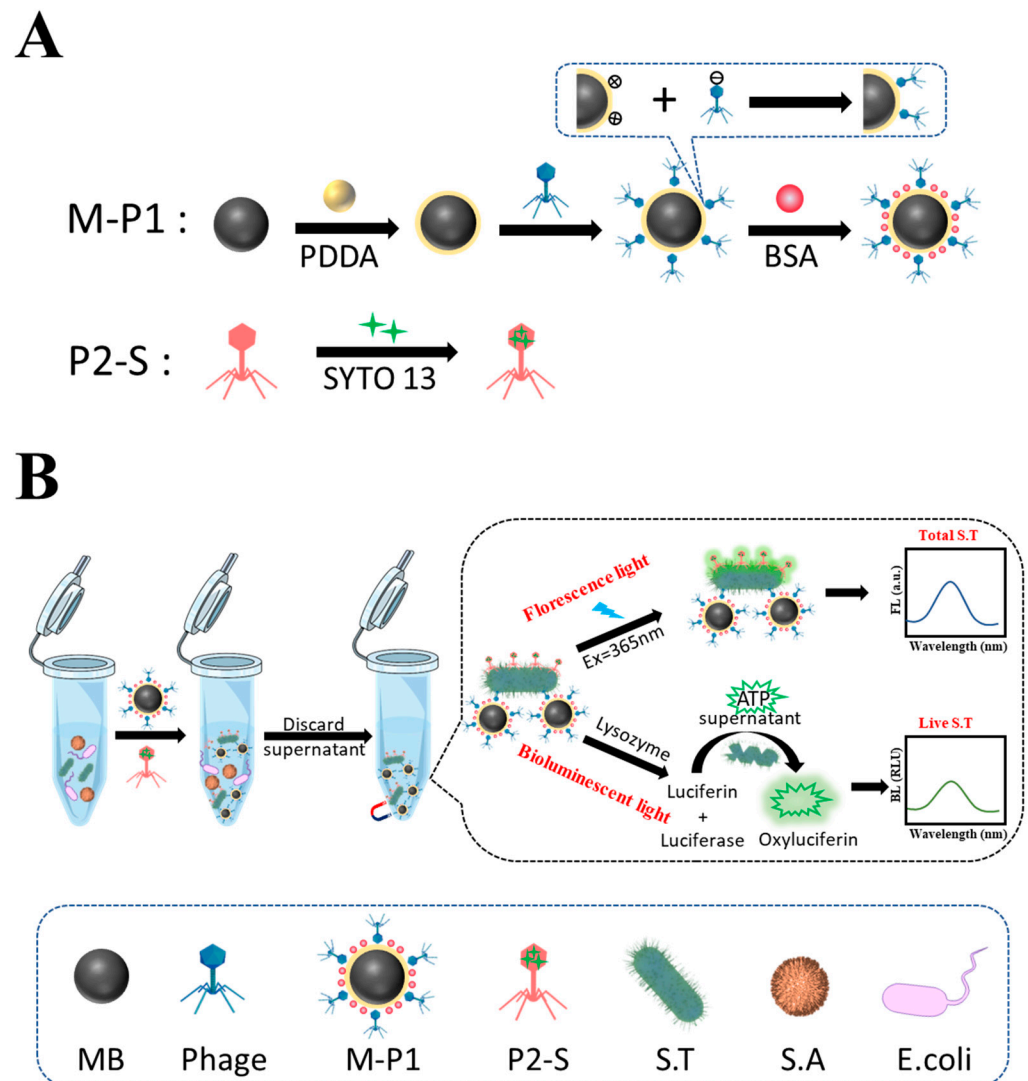 A
M-P1 :
PDDA
BSA
P2-S :
SYTO 13
B
Discard
supernatant
Florescence light
Ex=365nm
Total S.T
FL (a.u.)
Wavelength (nm)
Bioluminescent light
Lysozyme
ATP
supernatant
Luciferin
+
Luciferase
Oxyluciferin
Live S.T
BL (RLU)
Wavelength (nm)
MB
Phage
M-P1
P2-S
S.T
S.A
E.coli